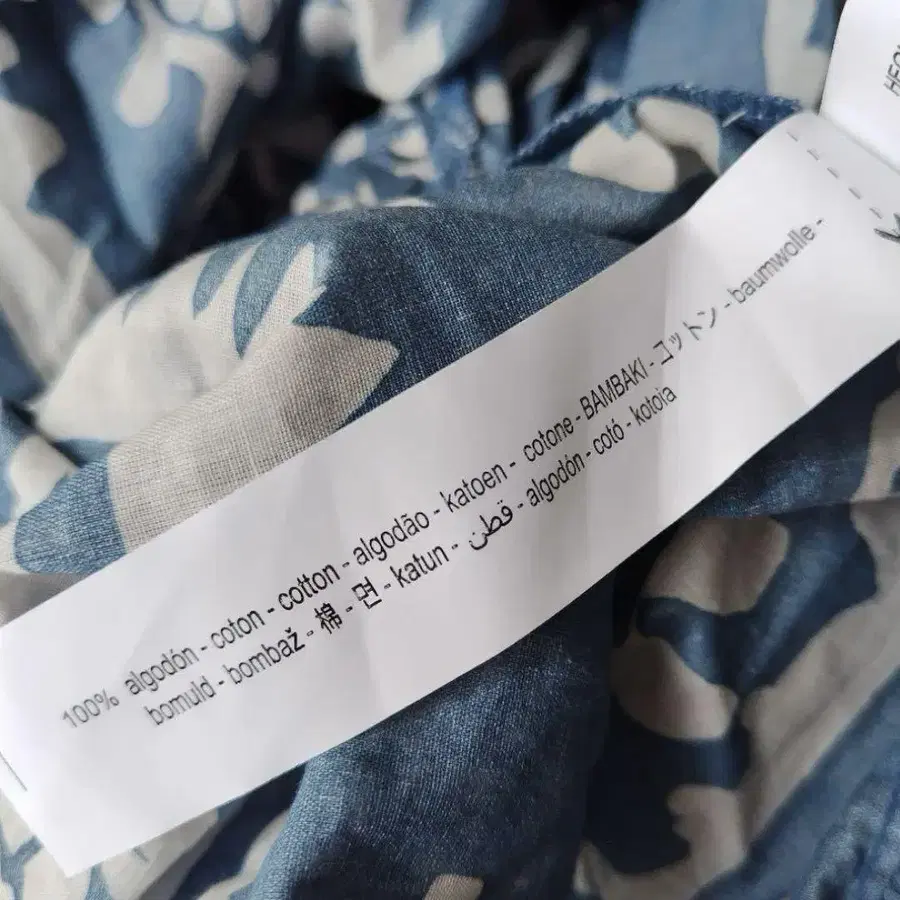 100% algodón - coton - cotton - algodão - katoen - cotone - BAMBAKI - コットン - baumwolle -
bomuld - bombaž - 棉 - 면 - katun - قطن - algodón - cotó - kotoia